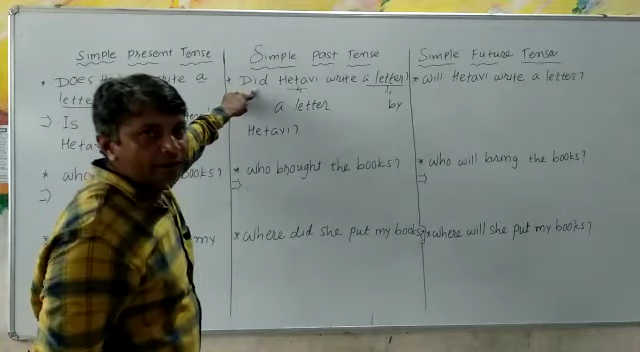 Simple Present Tense
* Does write a
letter
=> Is
Heta
* who books?
=>
* my
Simple Past Tense
* Did Hetavi write a letter?
a letter by
Hetavi?
* who brought the books?
=>
* where did she put my books?
Simple Future Tense
* will Hetavi write a letter?
* who will bring the books?
=>
* where will she put my books?